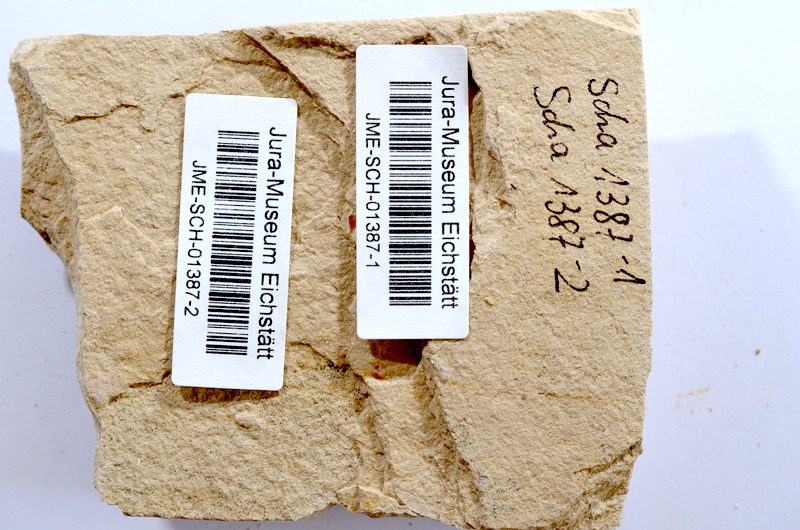 Scha 1387-1
Scha 1387-2
Jura-Museum Eichstätt
JME-SCH-01387-1
Jura-Museum Eichstätt
JME-SCH-01387-2